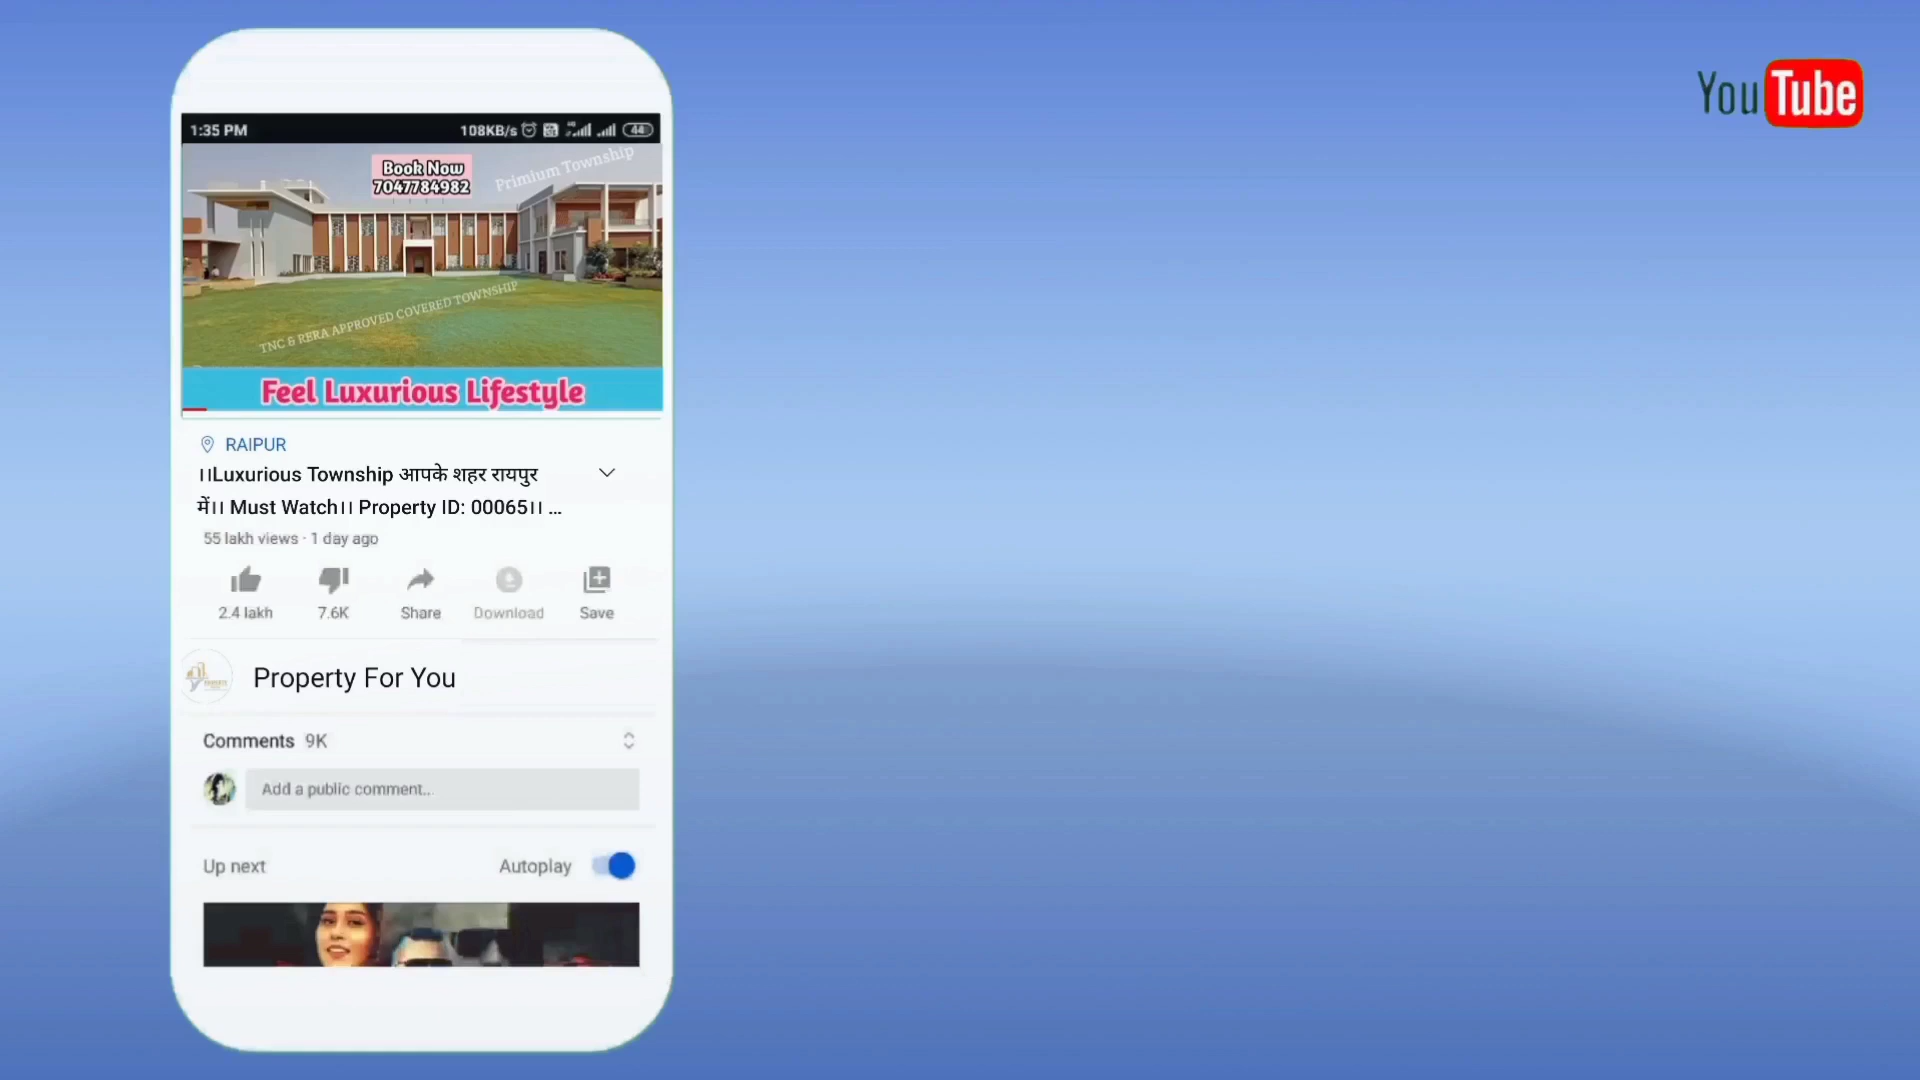 YouTube
1:35 PM 108KB/s 44
Book Now
7047784982
Primium Township
TNC & RERA APPROVED COVERED TOWNSHIP
Feel Luxurious Lifestyle
RAIPUR
।।Luxurious Township आपके शहर रायपुर
में।। Must Watch।। Property ID: 00065।। ...
55 lakh views · 1 day ago
2.4 lakh 7.6K Share Download Save
Property For You
Comments 9K
Add a public comment...
Up next Autoplay